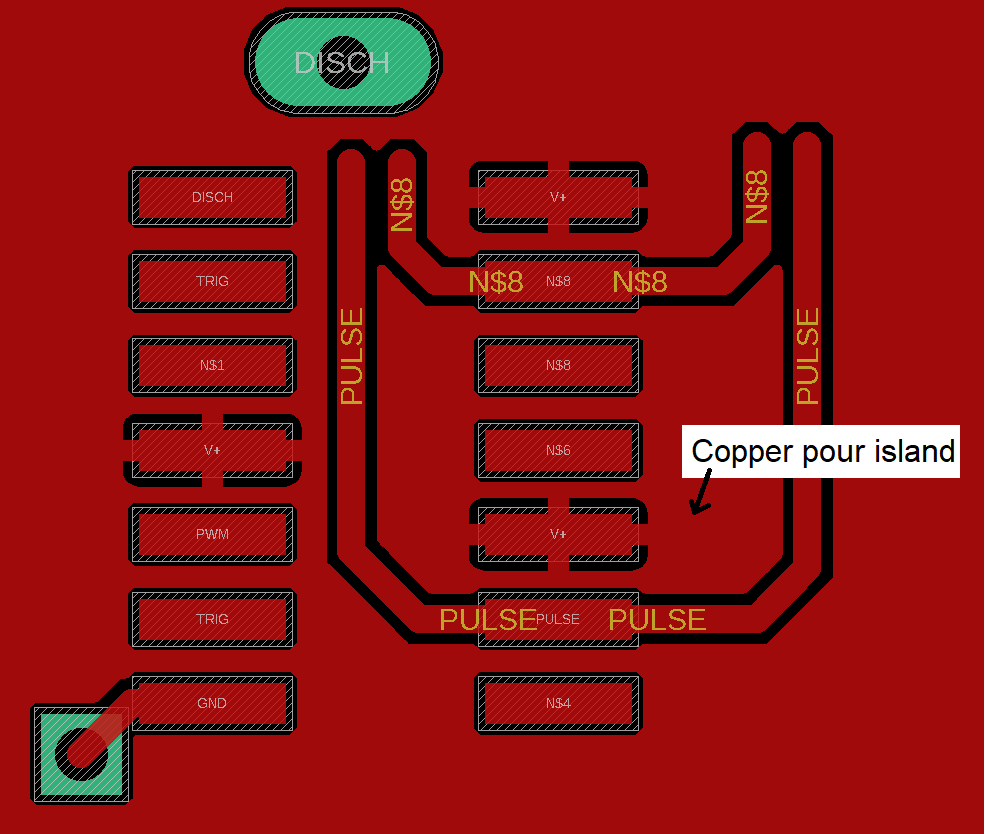 DISCH
N$8
N$8
DISCH
V+
TRIG
N$8
N$8
N$8
PULSE
PULSE
N$1
N$8
V+
N$6
Copper pour island
PWM
V+
TRIG
PULSE
PULSE
PULSE
GND
N$4